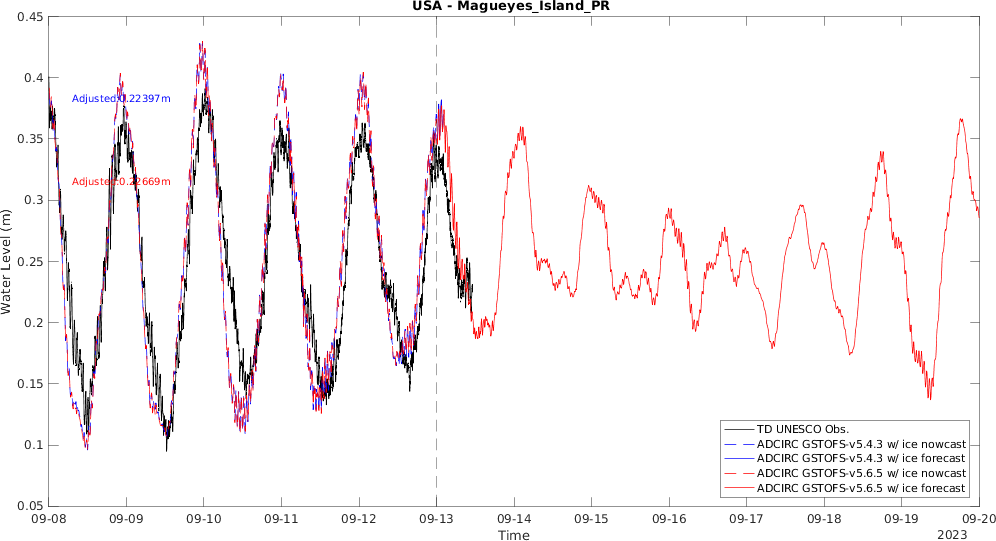 USA - Magueyes_Island_PR
0.45
0.4
0.35
0.3
0.25
0.2
0.15
0.1
0.05
Water Level (m)
Adjusted:0.22397m
Adjusted:0.22669m
TD UNESCO Obs.
ADCIRC GSTOFS-v5.4.3 w/ ice nowcast
ADCIRC GSTOFS-v5.4.3 w/ ice forecast
ADCIRC GSTOFS-v5.6.5 w/ ice nowcast
ADCIRC GSTOFS-v5.6.5 w/ ice forecast
09-08 09-09 09-10 09-11 09-12 09-13 09-14 09-15 09-16 09-17 09-18 09-19 09-20
Time
2023